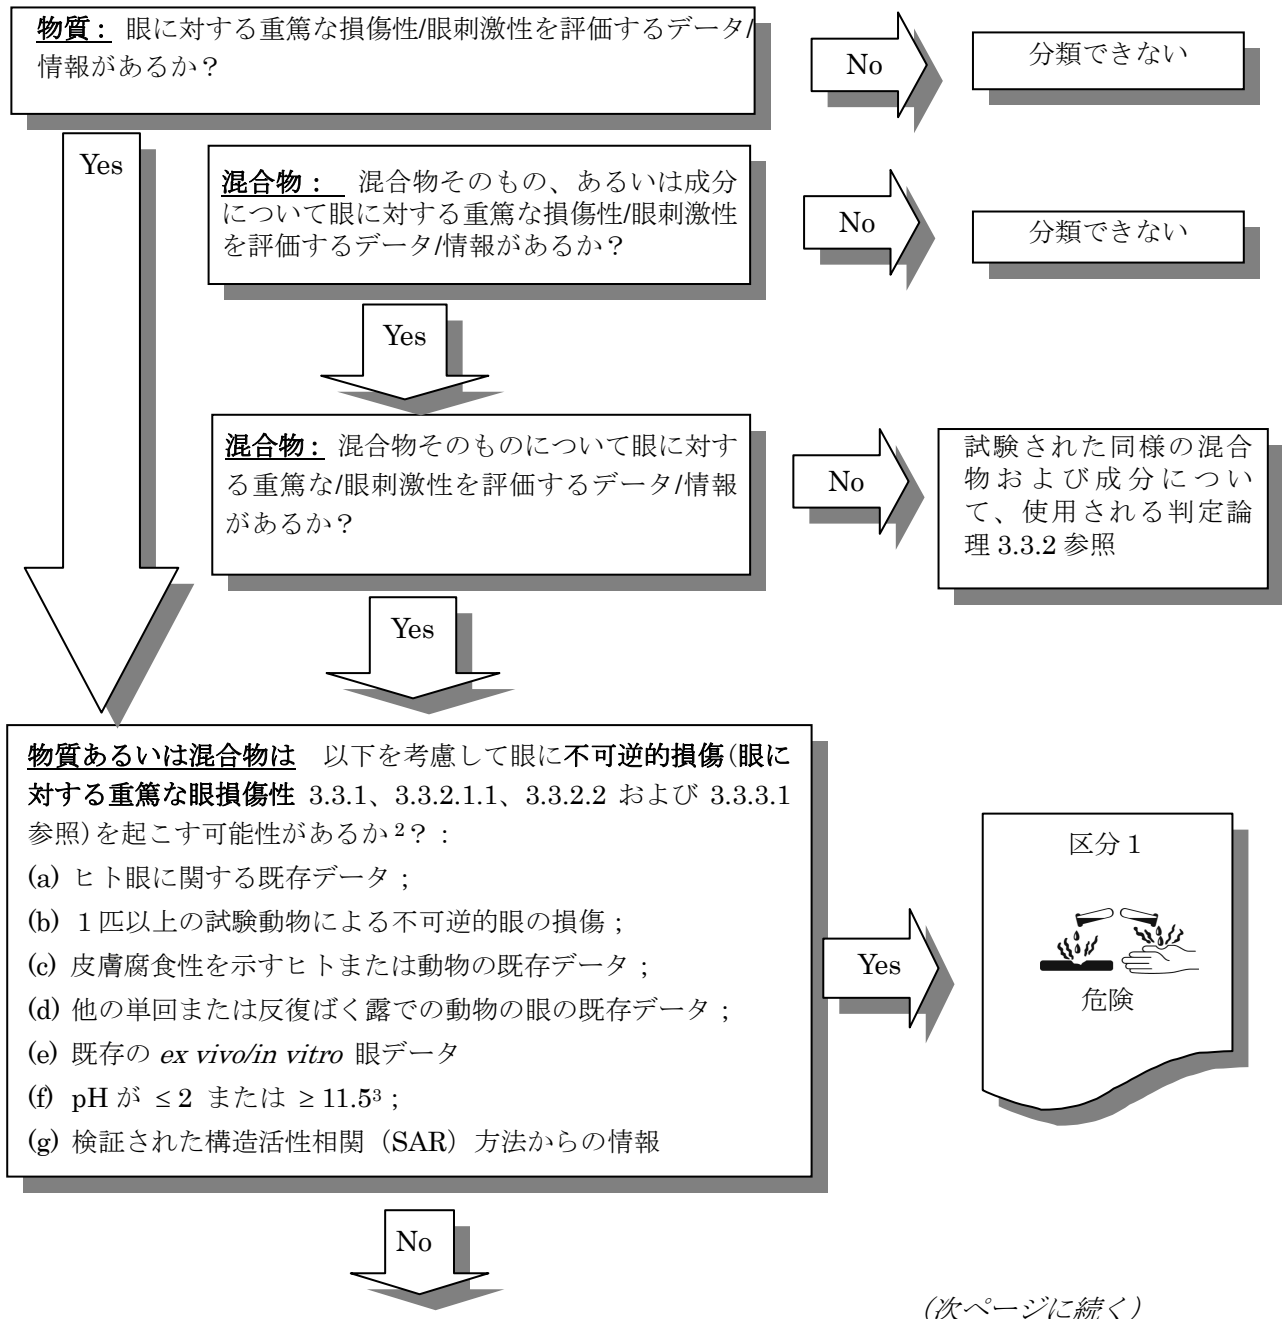 物質： 眼に対する重篤な損傷性/眼刺激性を評価するデータ/
情報があるか？
No
分類できない
Yes
混合物： 混合物そのもの、あるいは成分
について眼に対する重篤な損傷性/眼刺激性
を評価するデータ/情報があるか？
No
分類できない
Yes
混合物： 混合物そのものについて眼に対す
る重篤な/眼刺激性を評価するデータ/情報
があるか？
No
試験された同様の混合
物および成分につい
て、使用される判定論
理 3.3.2 参照
Yes
物質あるいは混合物は 以下を考慮して眼に不可逆的損傷（眼に
対する重篤な眼損傷性 3.3.1、3.3.2.1.1、3.3.2.2 および 3.3.3.1
参照）を起こす可能性があるか ²？：
(a) ヒト眼に関する既存データ；
(b) １匹以上の試験動物による不可逆的眼の損傷；
(c) 皮膚腐食性を示すヒトまたは動物の既存データ；
(d) 他の単回または反復ばく露での動物の眼の既存データ；
(e) 既存の ex vivo/in vitro 眼データ
(f) pH が ≤ 2 または ≥ 11.5³；
(g) 検証された構造活性相関（SAR）方法からの情報
Yes
区分 1
危険
No
（次ページに続く）